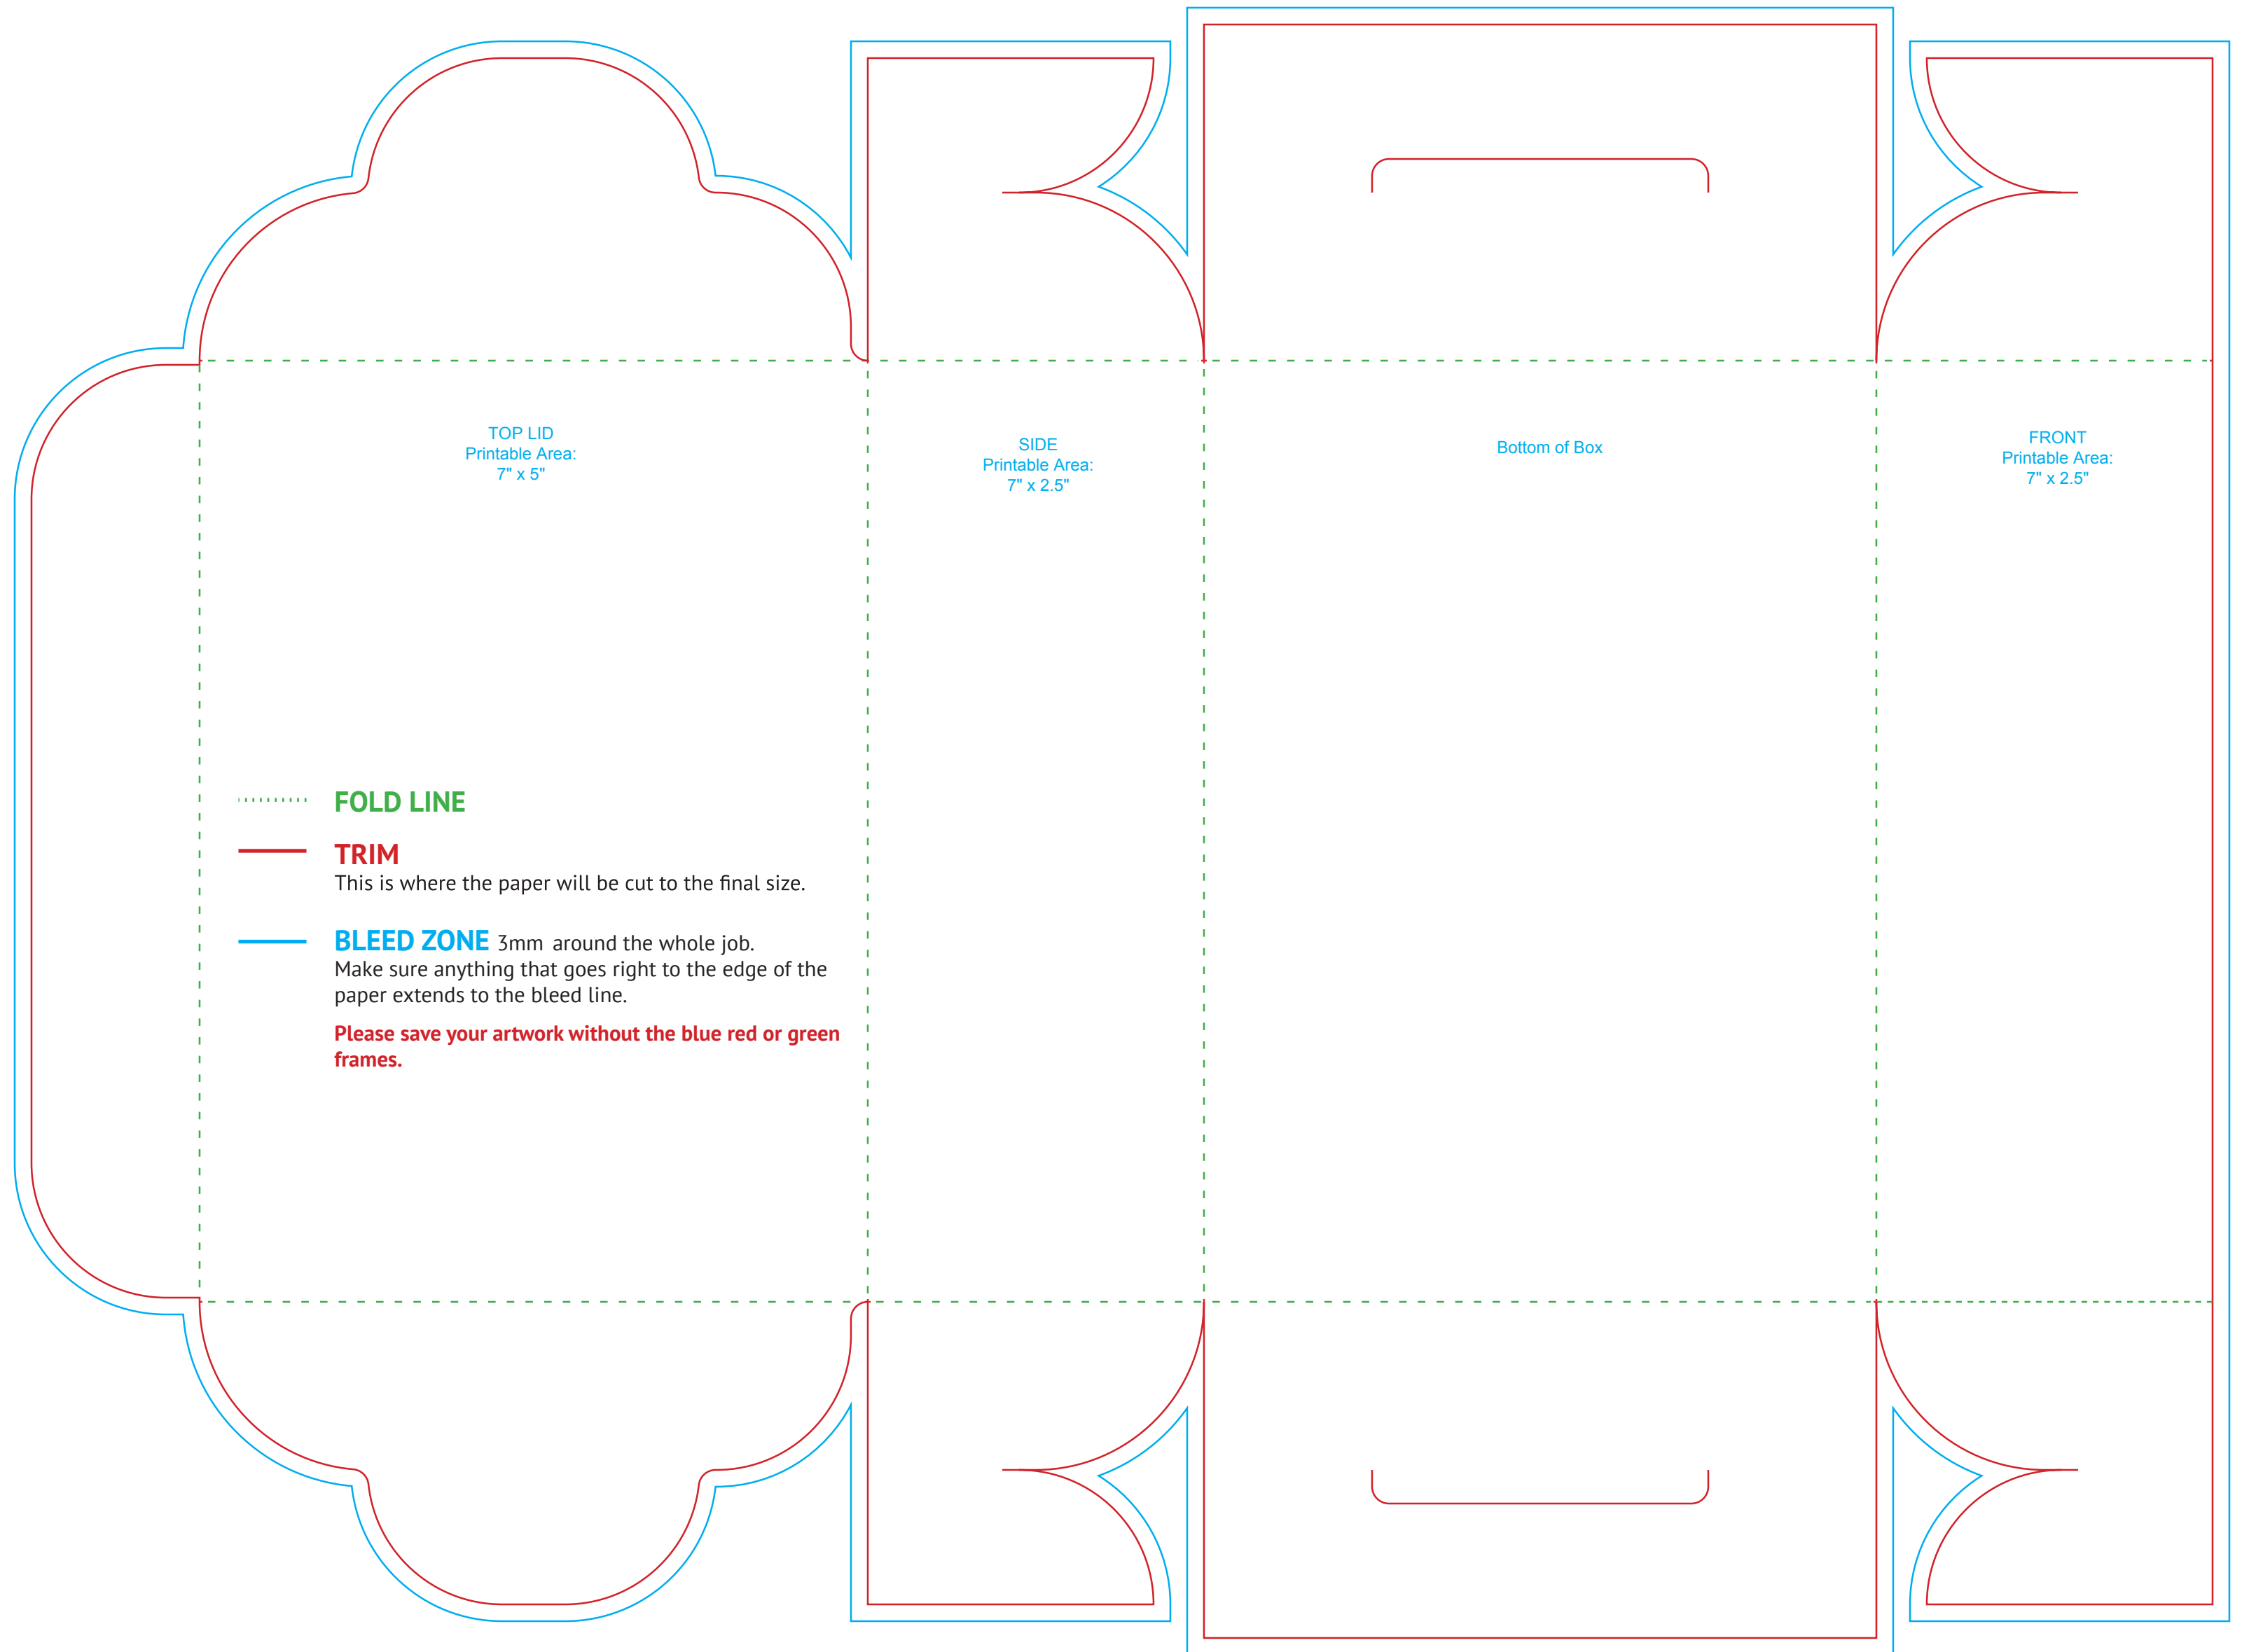 TOP LID
Printable Area:
7" x 5"
SIDE
Printable Area:
7" x 2.5"
Bottom of Box
FRONT
Printable Area:
7" x 2.5"
FOLD LINE
TRIM
This is where the paper will be cut to the final size.
BLEED ZONE 3mm around the whole job.
Make sure anything that goes right to the edge of the
paper extends to the bleed line.
Please save your artwork without the blue red or green
frames.